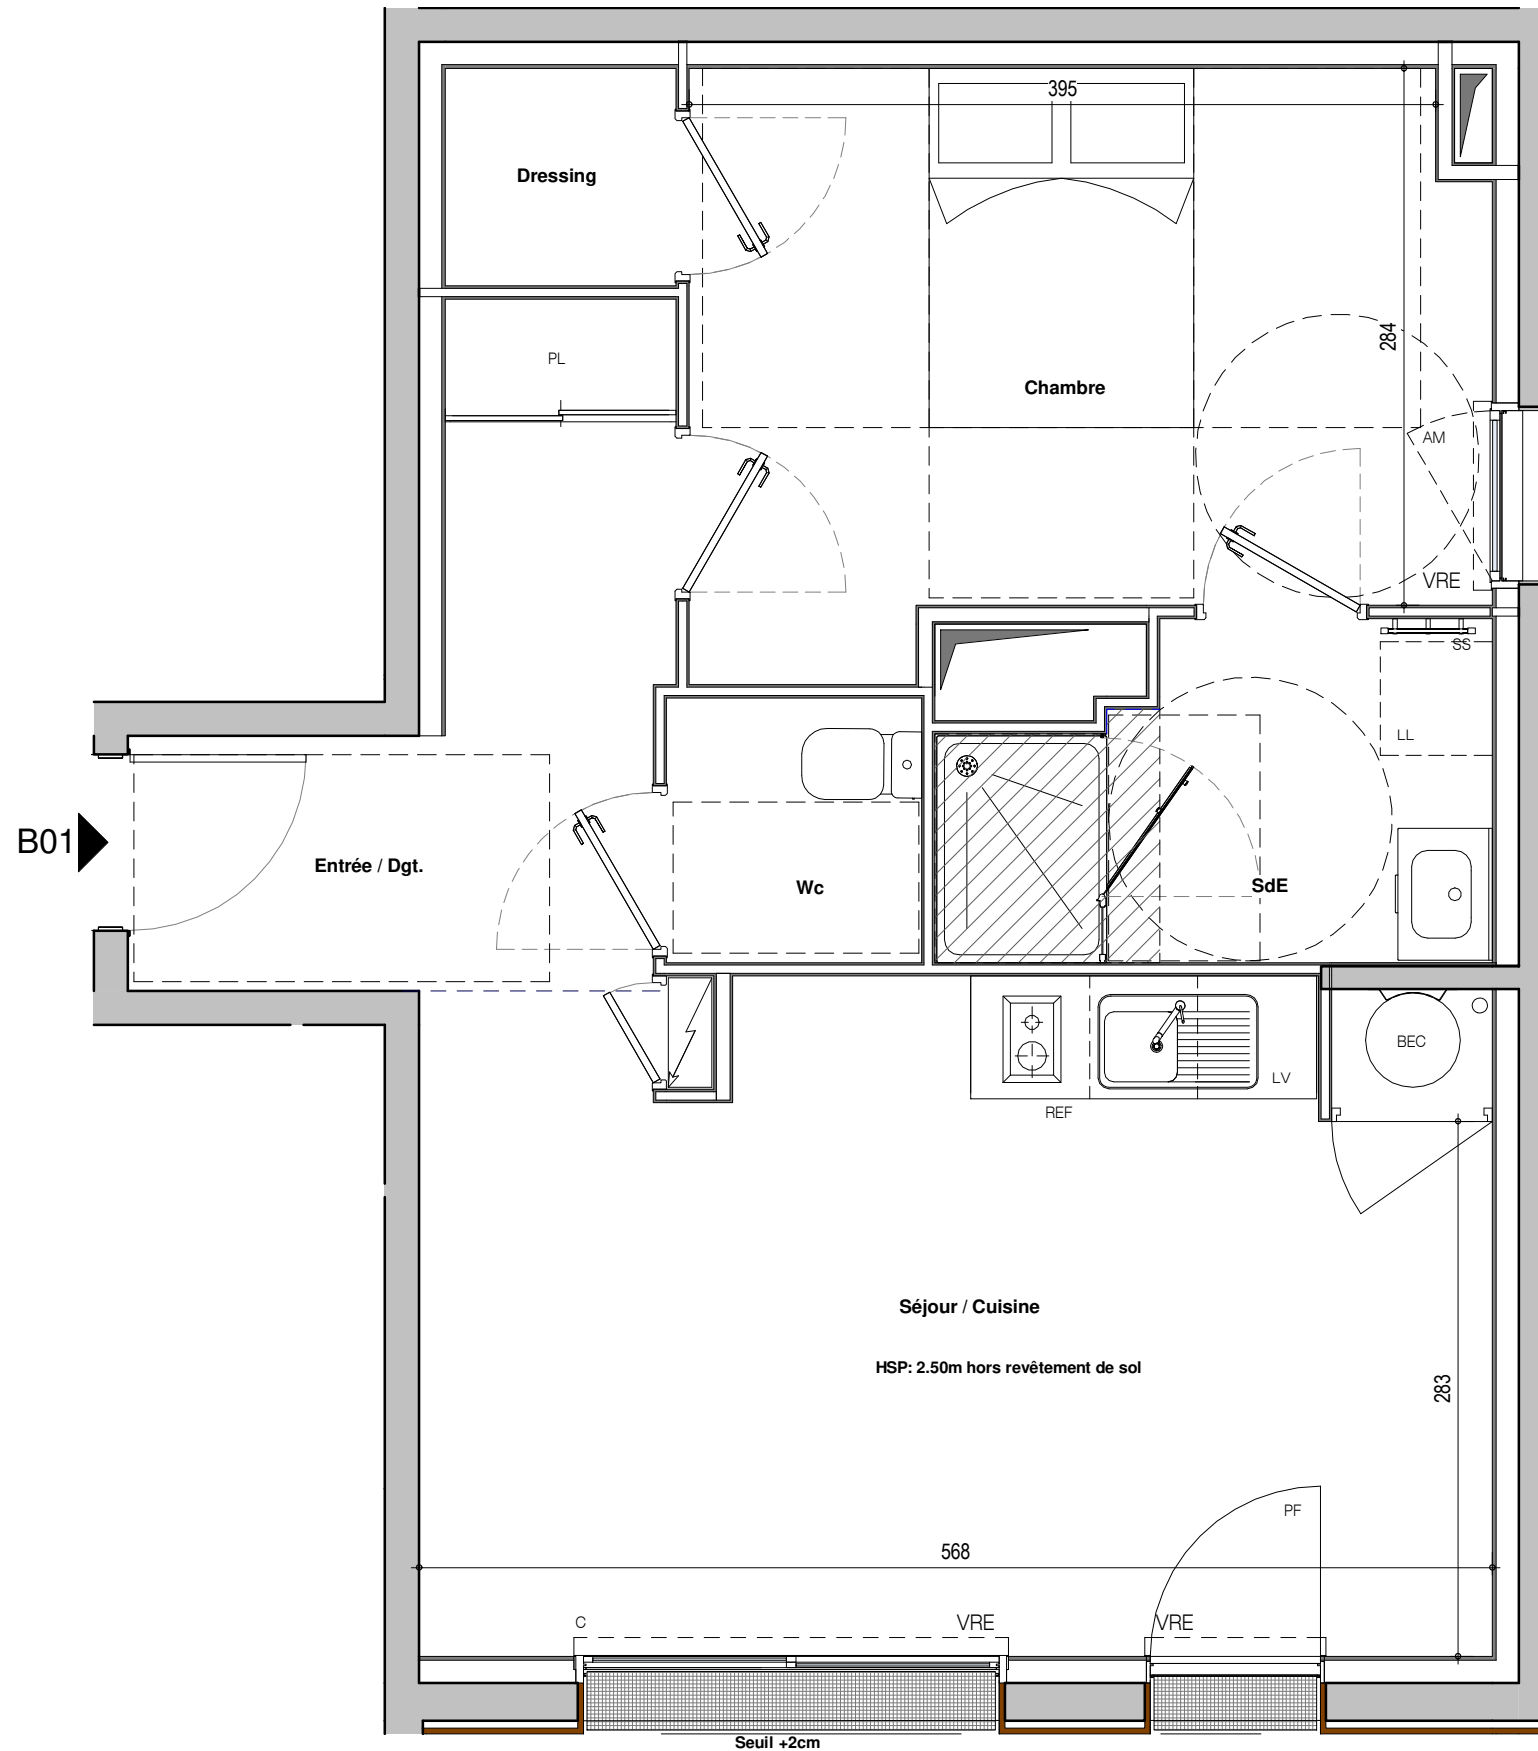 395
Dressing
284
PL
Chambre
AM
VRE
SS
LL
B01
Entrée / Dgt.
Wc
SdE
BEC
LV
REF
Séjour / Cuisine
HSP: 2.50m hors revêtement de sol
283
PF
568
C
VRE
VRE
Seuil +2cm